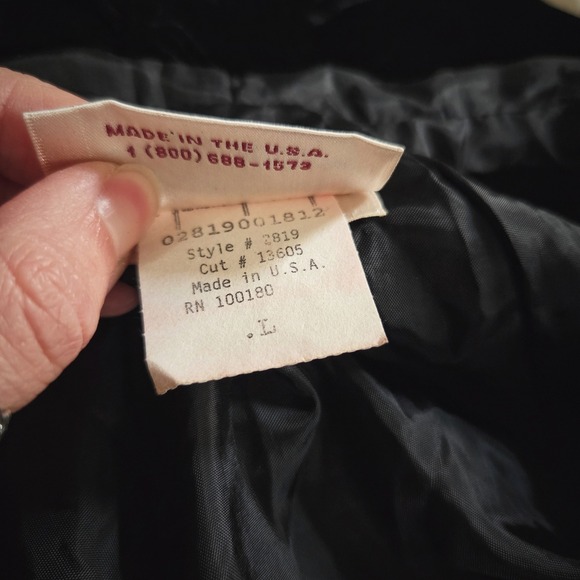 MADE IN THE U.S.A.
1 (800) 688-1573
02819001812
Style # 2819
Cut # 13605
Made in U.S.A.
RN 100180
.L